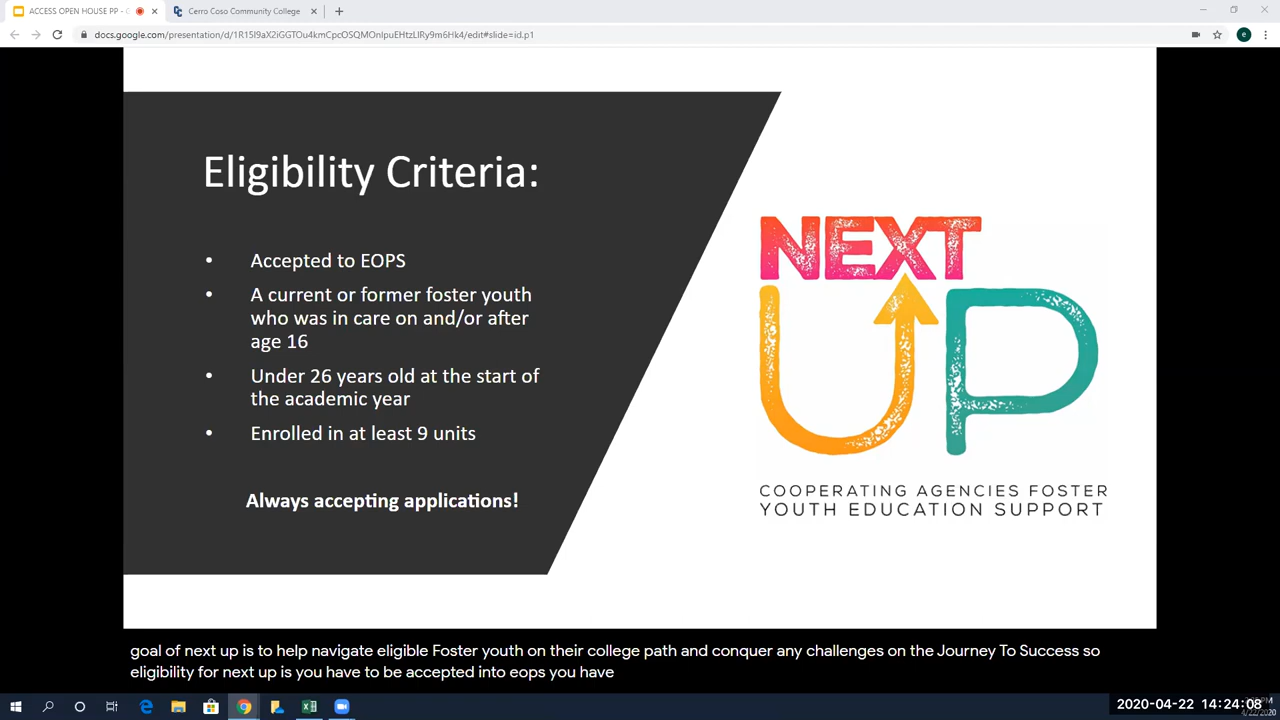 ACCESS OPEN HOUSE PP - G
Cerro Coso Community College
docs.google.com/presentation/d/1R15I9aX2iGGTOu4kmCpcOSQMOnIpuEHtzLlRy9m6Hk4/edit#slide=id.p1
e
Eligibility Criteria:
• Accepted to EOPS
• A current or former foster youth
who was in care on and/or after
age 16
• Under 26 years old at the start of
the academic year
• Enrolled in at least 9 units
Always accepting applications!
NEXT
UP
COOPERATING AGENCIES FOSTER
YOUTH EDUCATION SUPPORT
goal of next up is to help navigate eligible Foster youth on their college path and conquer any challenges on the Journey To Success so
eligibility for next up is you have to be accepted into eops you have
2020-04-22 14:24:08
4/22/2020